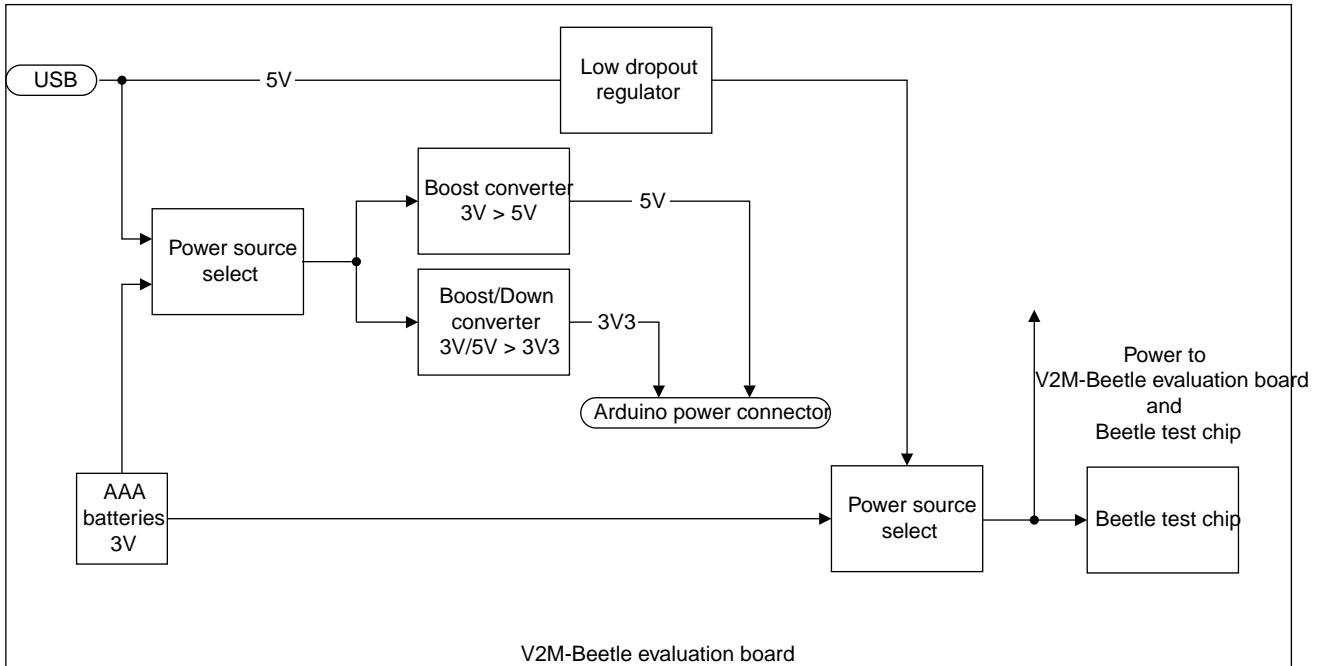 USB
5V
Low dropout
regulator
Boost converter
3V > 5V
5V
Power source
select
Boost/Down
converter
3V/5V > 3V3
3V3
Arduino power connector
Power to
V2M-Beetle evaluation board
and
Beetle test chip
AAA
batteries
3V
Power source
select
Beetle test chip
V2M-Beetle evaluation board